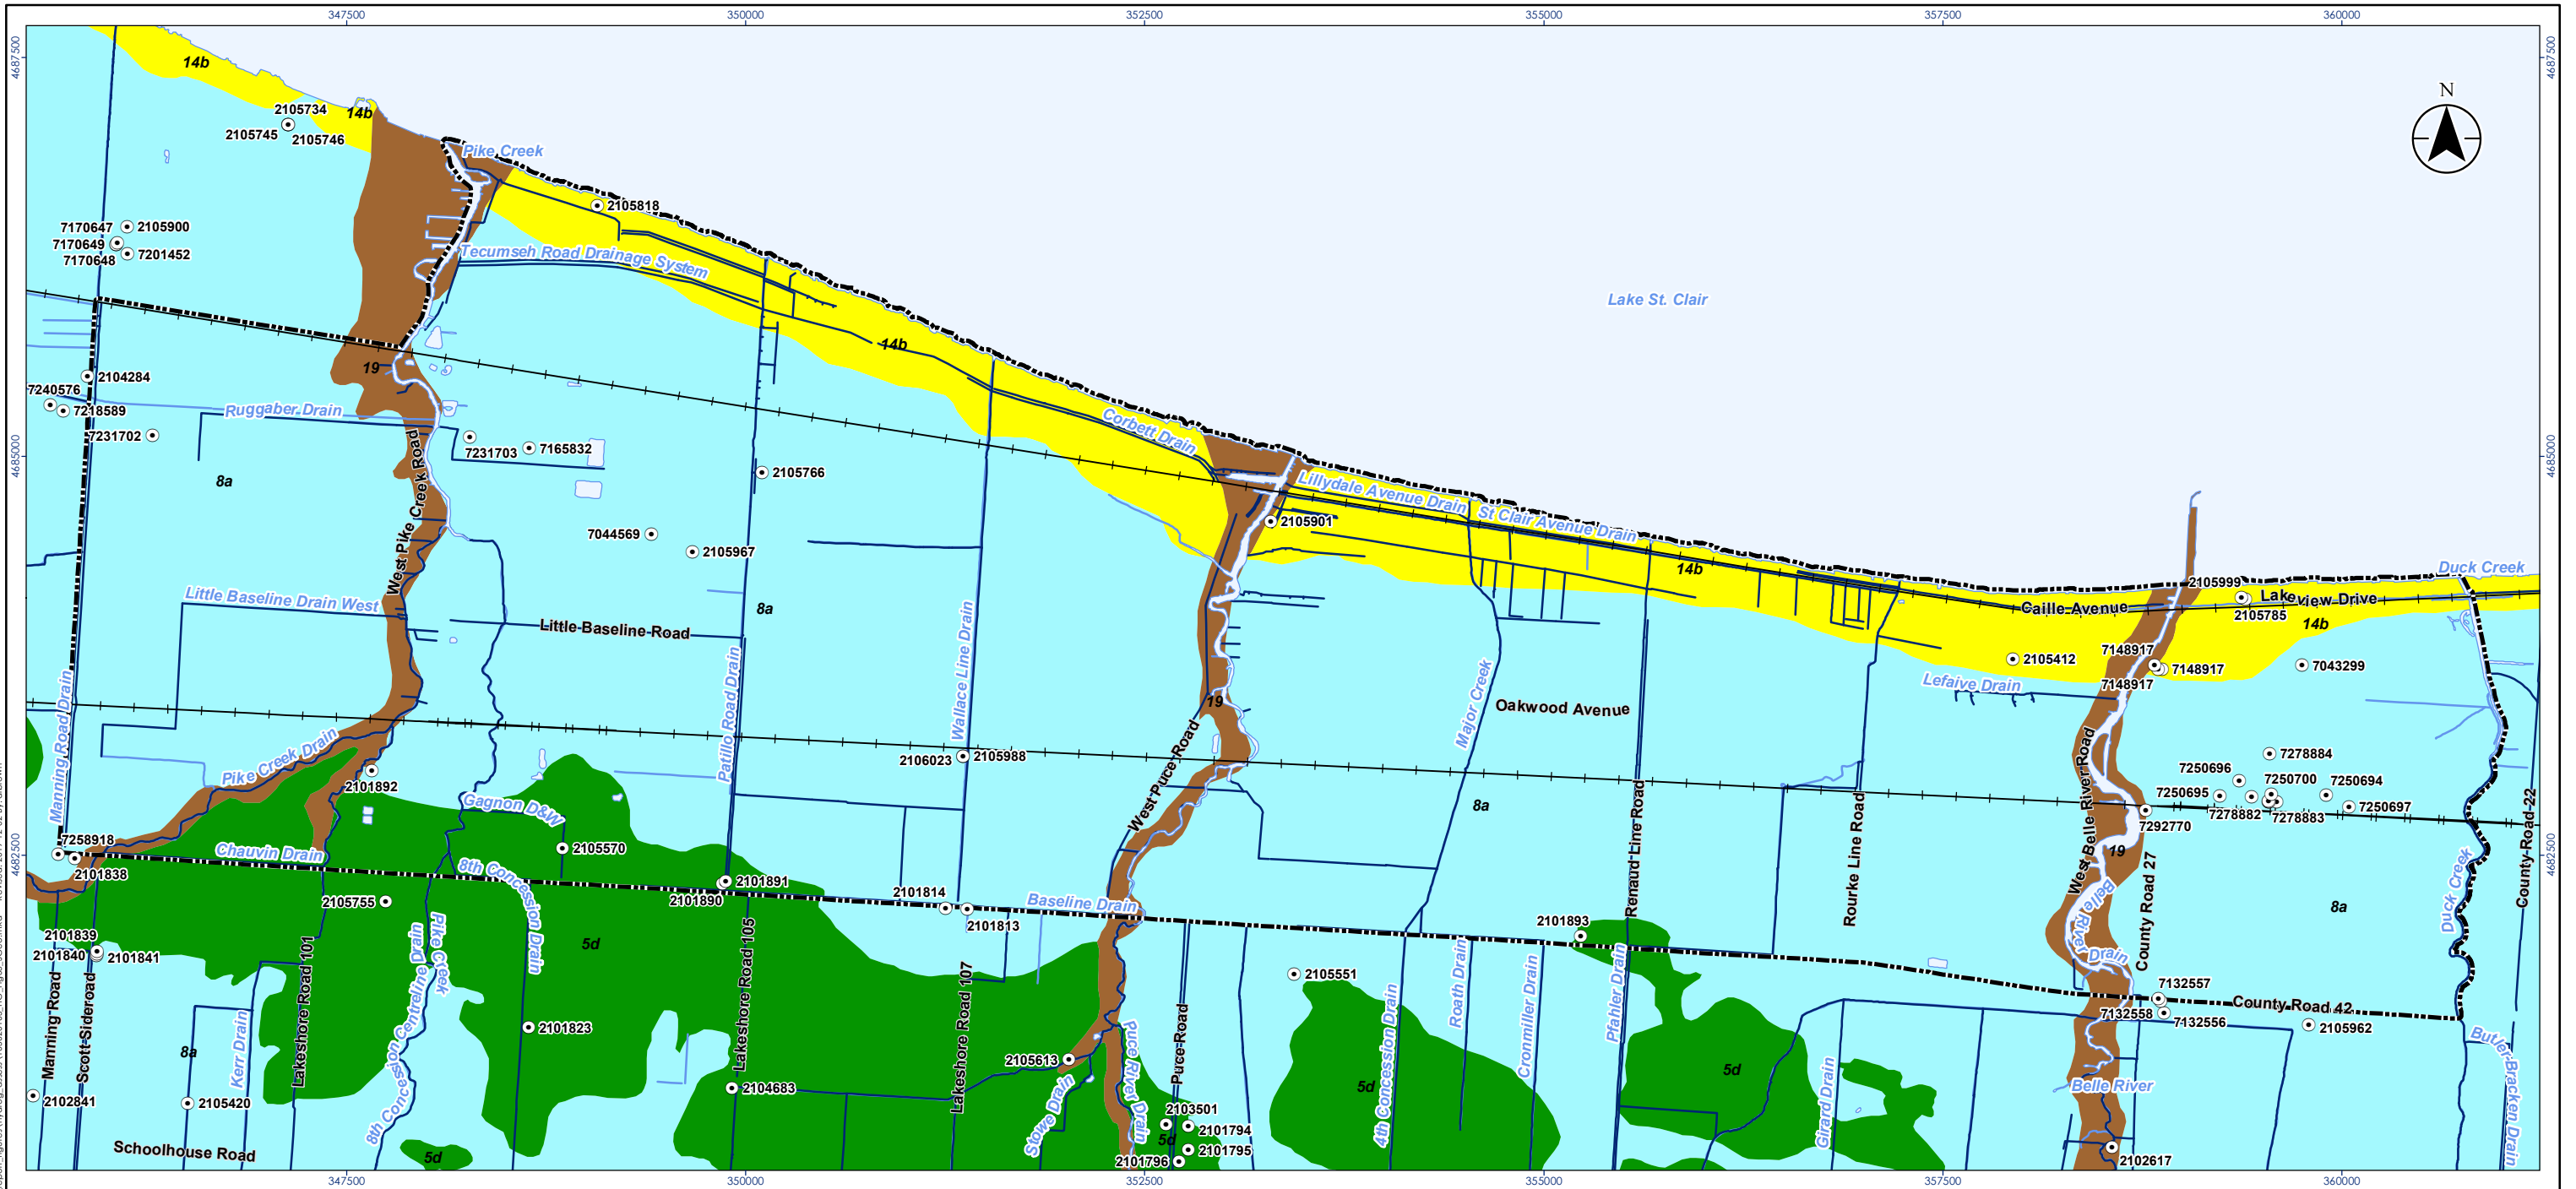 347500 350000 352500 355000 357500 360000
4687500
4687500
14b
N
2105734
14b
2105745 2105746
Pike Creek
2105818
7170647 2105900
7170649
7170648 7201452
Tecumseh Road Drainage System
Lake St. Clair
14b
19
2104284
7240576
7218589
Ruggaber Drain
7231702
7231703 7165832
Corbett Drain
4685000
4685000
West Pike Creek Road
8a
2105766
Lillydale Avenue Drain
St Clair Avenue Drain
2105901
7044569
2105967
14b
Duck Creek
2105999
Lakeview Drive
Caille Avenue
2105785
14b
Little Baseline Drain West
8a
Little Baseline Road
Wallace Line Drain
2105412
7148917
7148917
7043299
7148917
Lefaive Drain
Manning Road Drain
Patillo Road Drain
19
Major Creek
Oakwood Avenue
Pike Creek Drain
2106023 2105988
West Puce Road
West Belle River Road
7278884
7250696
7250700 7250694
2101892
7250695
7250697
7278882 7278883
Gagnon D&W
8a
Renaud Line Road
Rourke Line Road
7292770
County Road 22
7258918
2105570
4682500
4682500
Chauvin Drain
19
2101838
8th Concession Drain
2101891
2101890
2101814
Baseline Drain
County Road 27
Belle River
Drain
Duck Creek
8a
2105755
2101813
2101893
2101839
2101840 2101841
5d
2105551
Manning Road
Scott Sideroad
Lakeshore Road 101
Pike Creek
8th Concession Centreline Drain
Lakeshore Road 105
Lakeshore Road 107
Roath Drain
Cronmiller Drain
Pfahler Drain
7132557
County Road 42
7132558 7132556
2105962
2101823
Kerr Drain
8a
Puce Road
4th Concession Drain
Puce River Drain
2105613
Stowe Drain
5d
5d
Girard Drain
Belle River
2104683
2102841
2105420
2103501
2101794
5d
2101795
2101796
Schoolhouse Road
5d
2102617
347500 350000 352500 355000 357500 360000